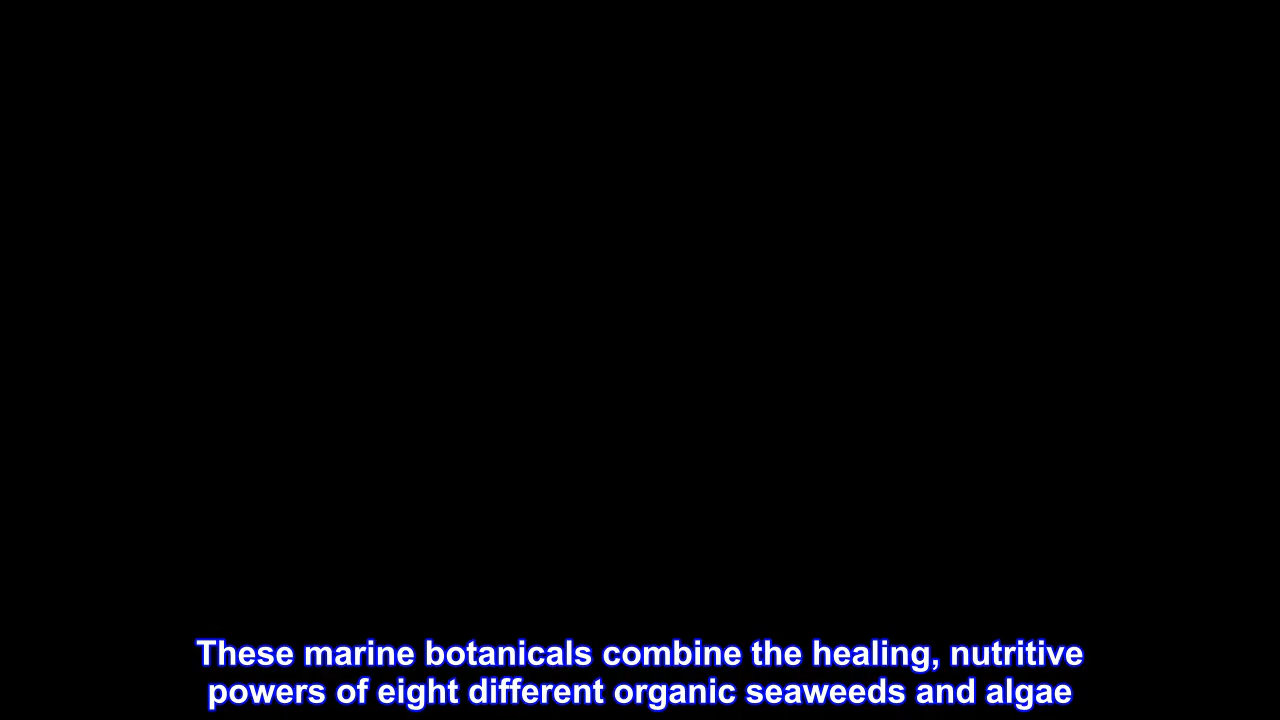 These marine botanicals combine the healing, nutritive
powers of eight different organic seaweeds and algae